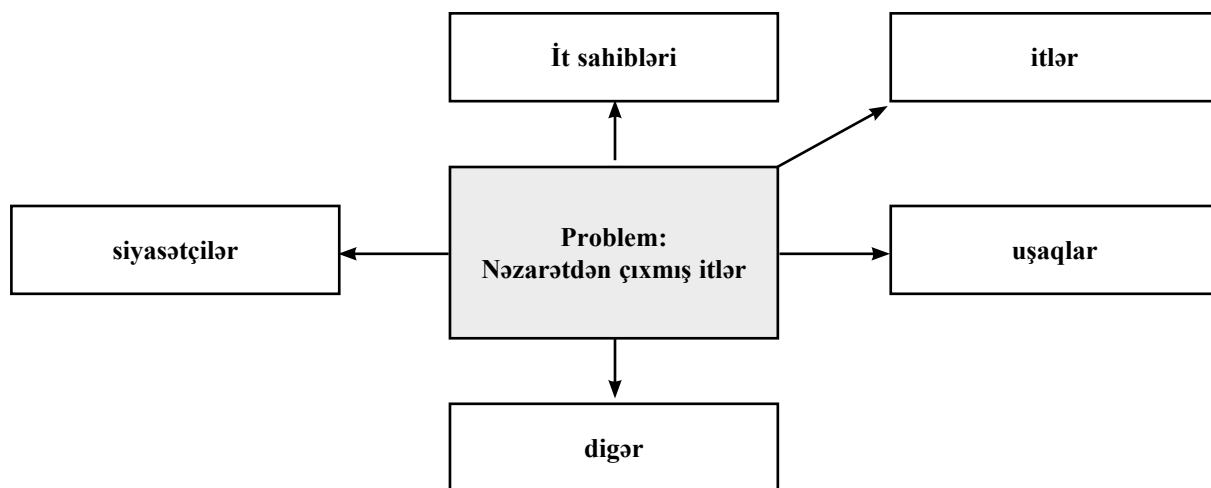 İt sahibləri
itlər
siyasətçilər
Problem:
Nəzarətdən çıxmış itlər
uşaqlar
digər